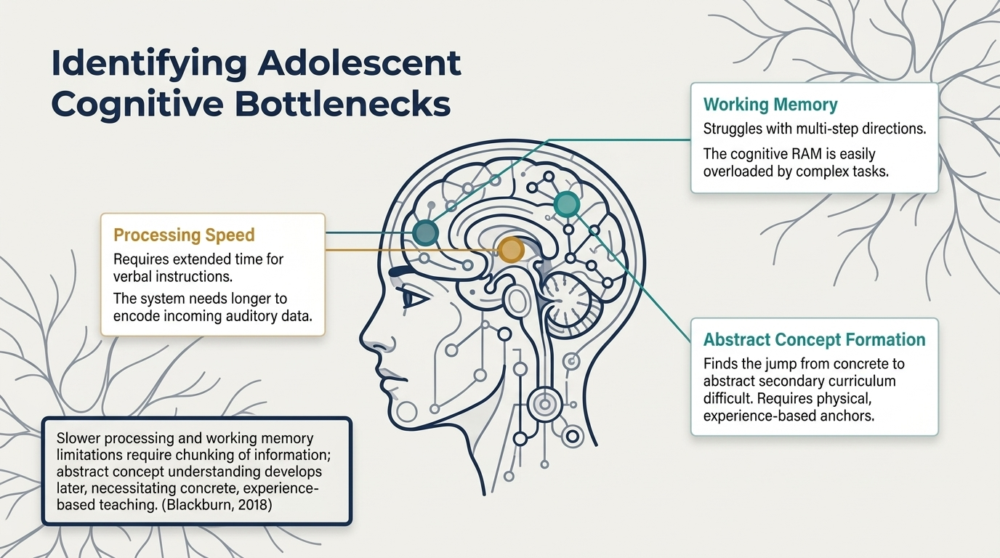 Identifying Adolescent
Cognitive Bottlenecks
Working Memory
Struggles with multi-step directions.
The cognitive RAM is easily
overloaded by complex tasks.
Processing Speed
Requires extended time for
verbal instructions.
The system needs longer to
encode incoming auditory data.
Abstract Concept Formation
Finds the jump from concrete to
abstract secondary curriculum
difficult. Requires physical,
experience-based anchors.
Slower processing and working memory
limitations require chunking of information;
abstract concept understanding develops
later, necessitating concrete, experience-
based teaching. (Blackburn, 2018)